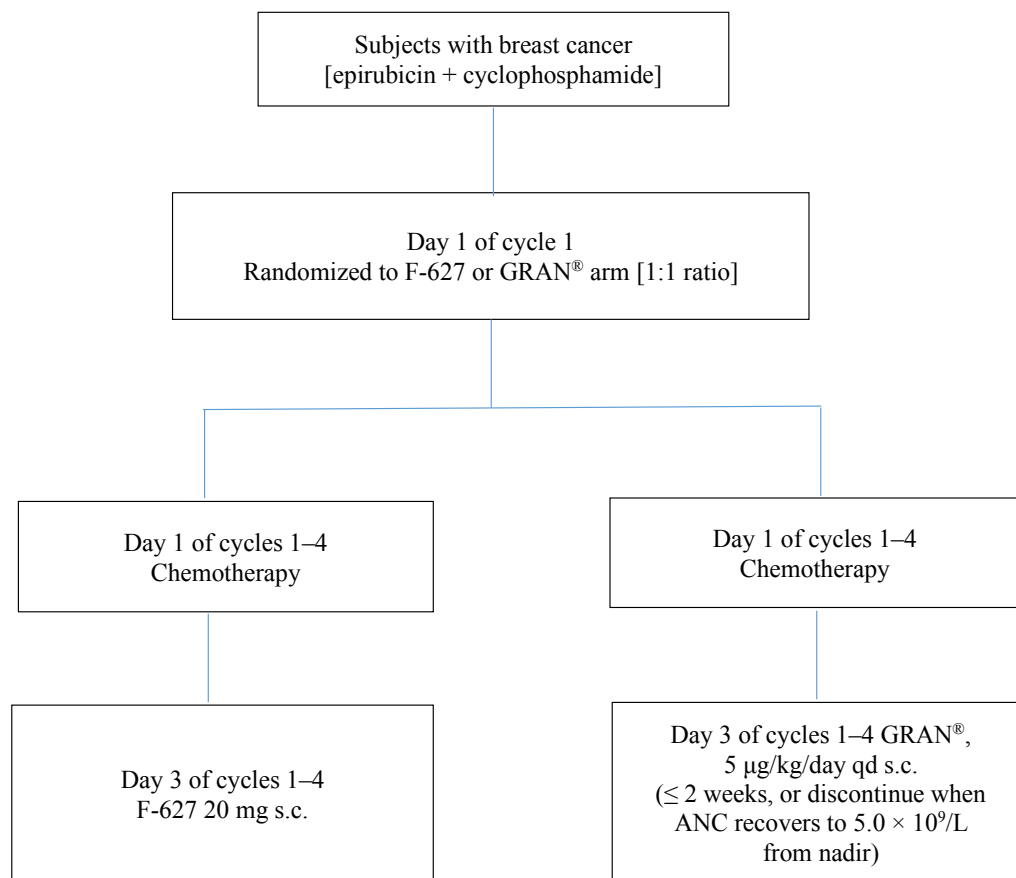 Subjects with breast cancer
[epirubicin + cyclophosphamide]
Day 1 of cycle 1
Randomized to F-627 or GRAN® arm [1:1 ratio]
Day 1 of cycles 1–4
Chemotherapy
Day 1 of cycles 1–4
Chemotherapy
Day 3 of cycles 1–4
F-627 20 mg s.c.
Day 3 of cycles 1–4 GRAN®,
5 μg/kg/day qd s.c.
(≤ 2 weeks, or discontinue when
ANC recovers to 5.0 × 10⁹/L
from nadir)